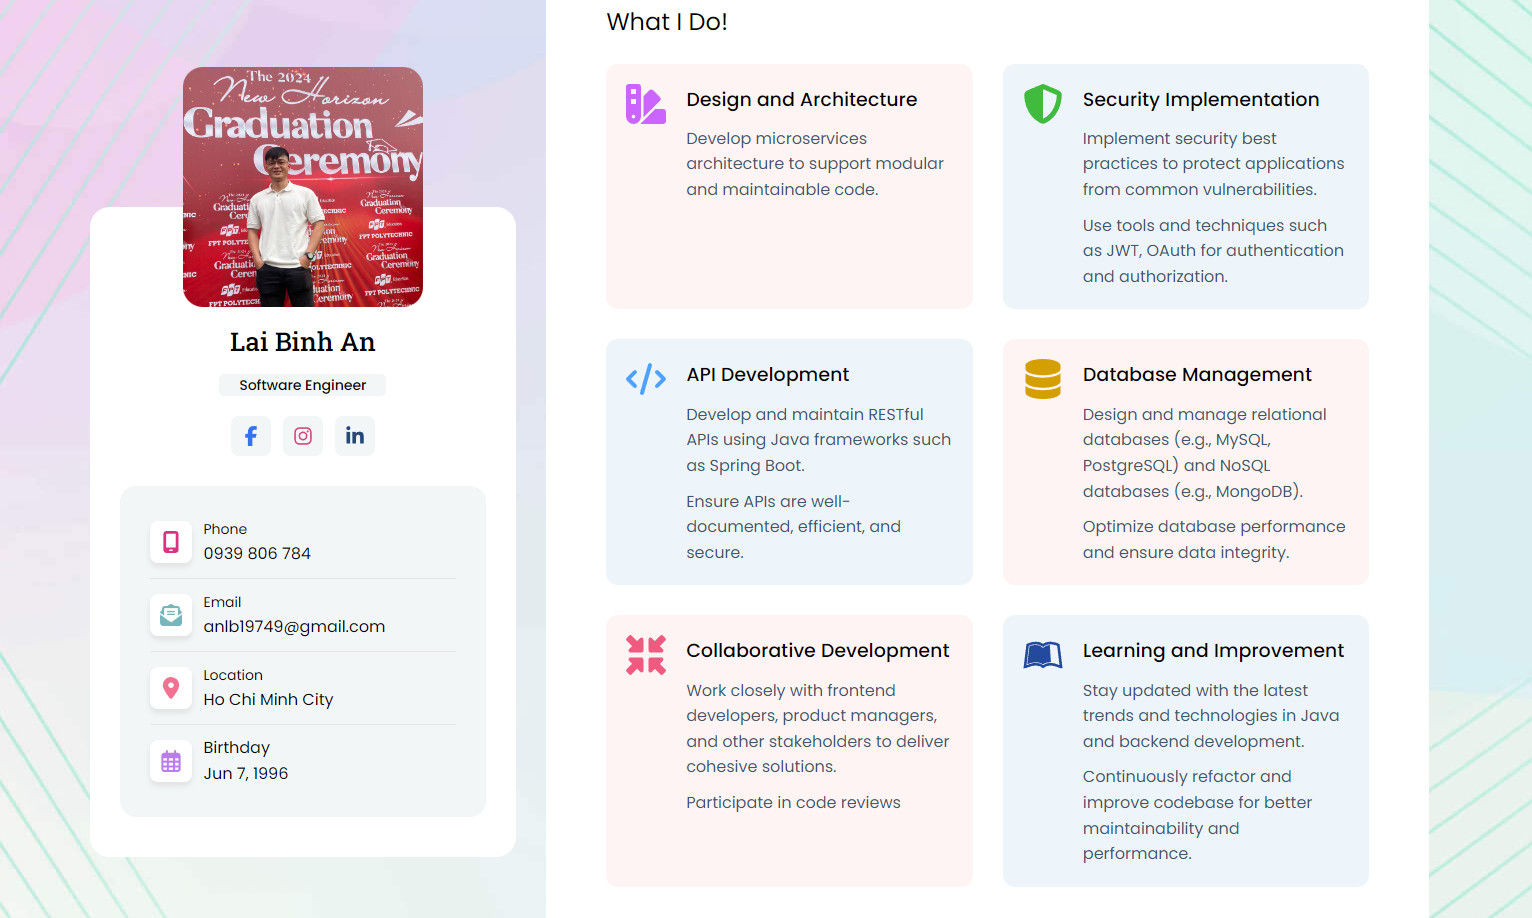 The 2024
New Horizon
Graduation
Ceremony
FPT POLYTECHNIC
Lai Binh An
Software Engineer
Phone
0939 806 784
Email
anlb19749@gmail.com
Location
Ho Chi Minh City
Birthday
Jun 7, 1996
What I Do!
Design and Architecture
Develop microservices
architecture to support modular
and maintainable code.
Security Implementation
Implement security best
practices to protect applications
from common vulnerabilities.
Use tools and techniques such
as JWT, OAuth for authentication
and authorization.
API Development
Develop and maintain RESTful
APIs using Java frameworks such
as Spring Boot.
Ensure APIs are well-
documented, efficient, and
secure.
Database Management
Design and manage relational
databases (e.g., MySQL,
PostgreSQL) and NoSQL
databases (e.g., MongoDB).
Optimize database performance
and ensure data integrity.
Collaborative Development
Work closely with frontend
developers, product managers,
and other stakeholders to deliver
cohesive solutions.
Participate in code reviews
Learning and Improvement
Stay updated with the latest
trends and technologies in Java
and backend development.
Continuously refactor and
improve codebase for better
maintainability and
performance.